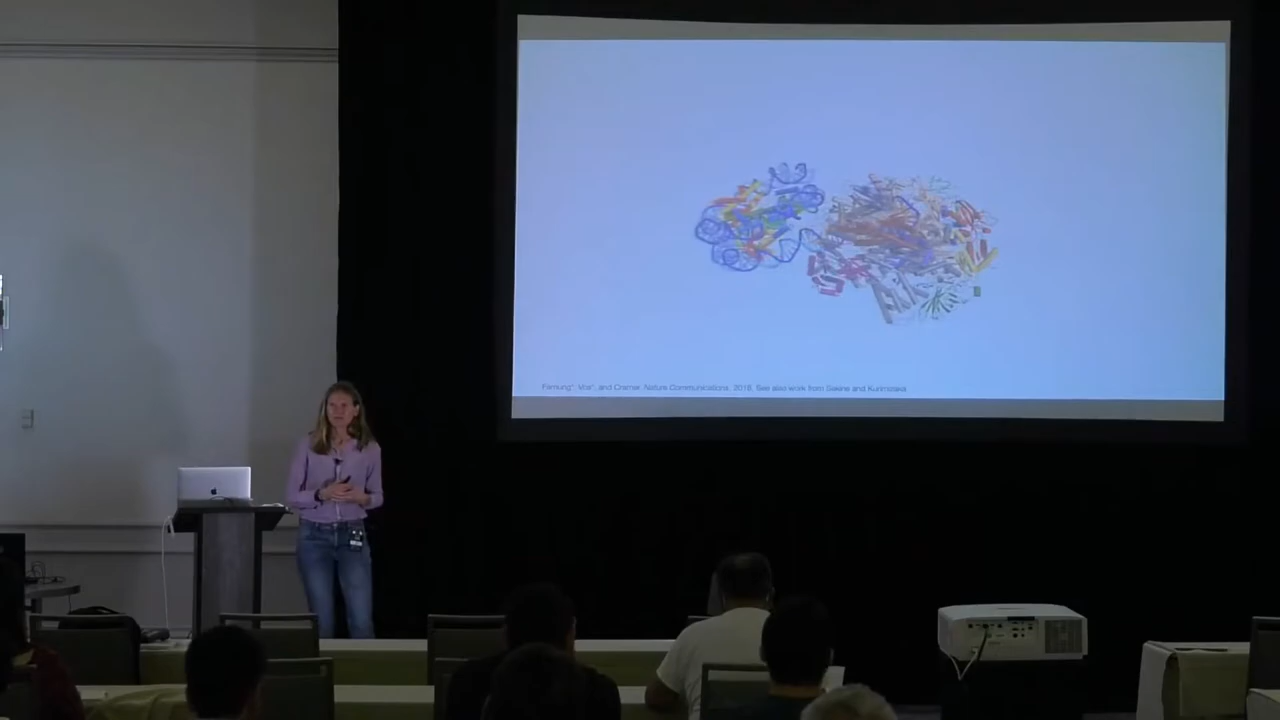 Farnung*, Vos*, and Cramer. Nature Communications, 2018. See also work from Sekine and Kurumizaka